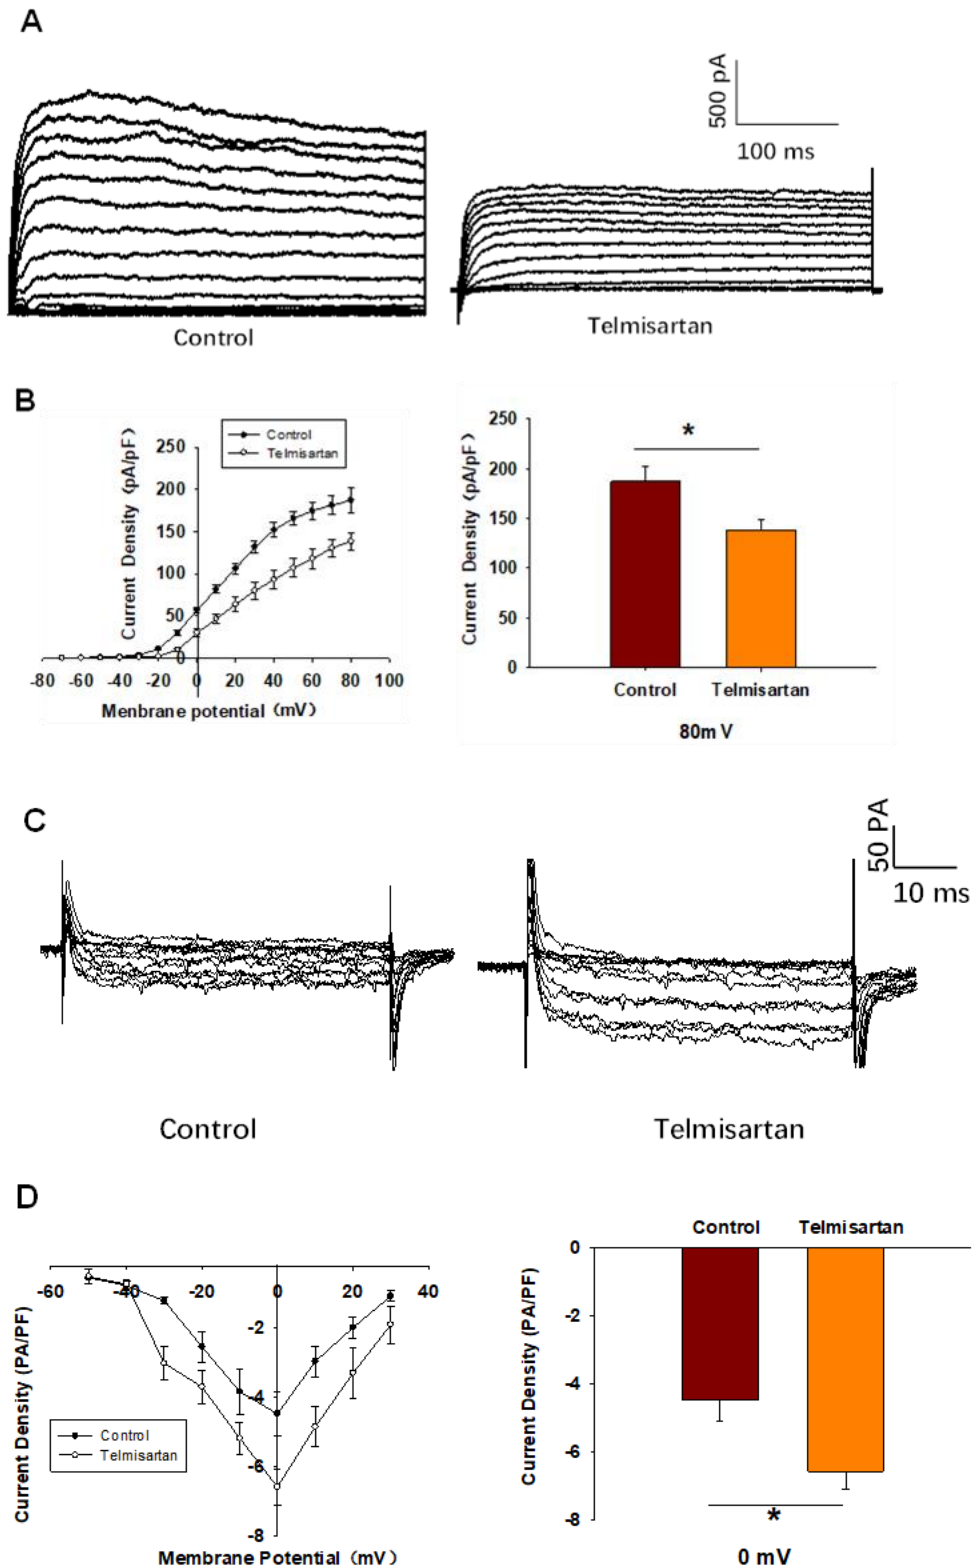 A
500 pA
100 ms
Control
Telmisartan
B
Control
Telmisartan
Current Density (pA/pF)
250
200
150
100
50
0
-80 -60 -40 -20 0 20 40 60 80 100
Menbrane potential (mV)
*
Current Density (pA/pF)
250
200
150
100
50
0
Control Telmisartan
80m V
C
50 PA
10 ms
Control
Telmisartan
D
-60 -40 -20 0 20 40
-2
-4
-6
-8
Current Density (PA/PF)
Control
Telmisartan
Membrane Potential (mV)
Control Telmisartan
0
-2
-4
-6
-8
Current Density (PA/PF)
*
0 mV